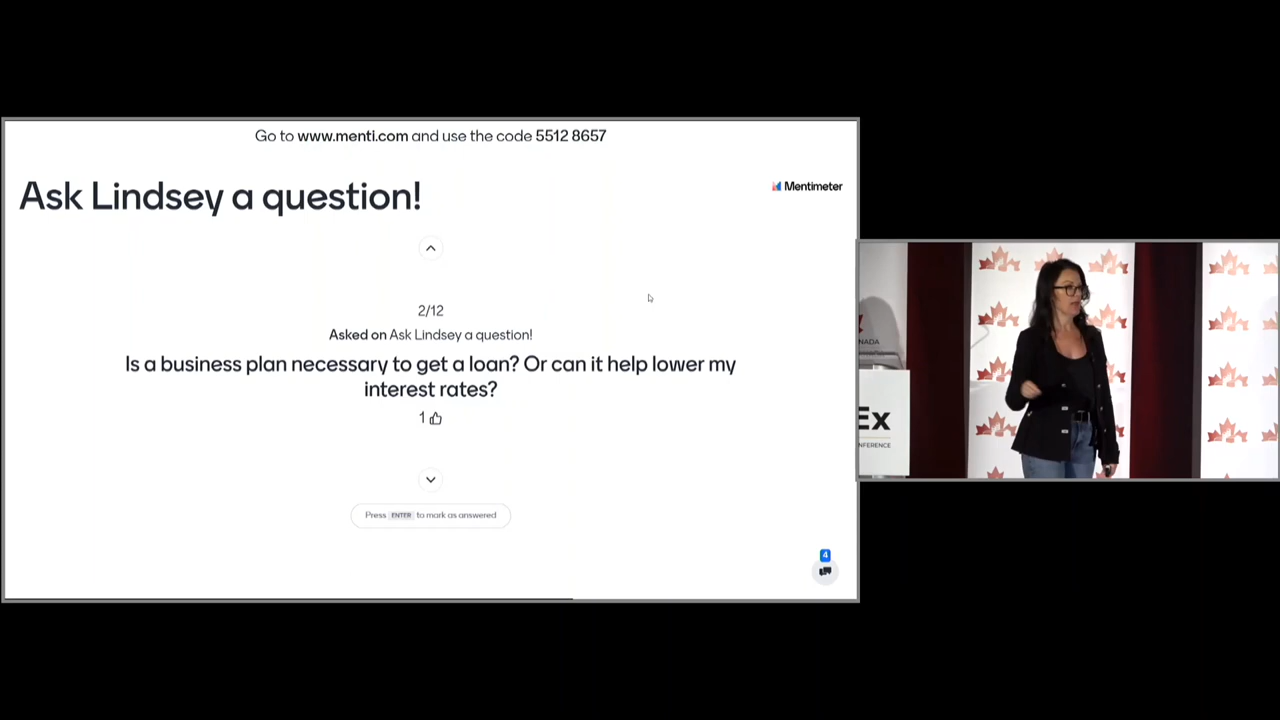 Go to www.menti.com and use the code 5512 8657
Ask Lindsey a question!
Mentimeter
2/12
Asked on Ask Lindsey a question!
Is a business plan necessary to get a loan? Or can it help lower my
interest rates?
1
Press ENTER to mark as answered
4
NADA
Ex
NFERENCE